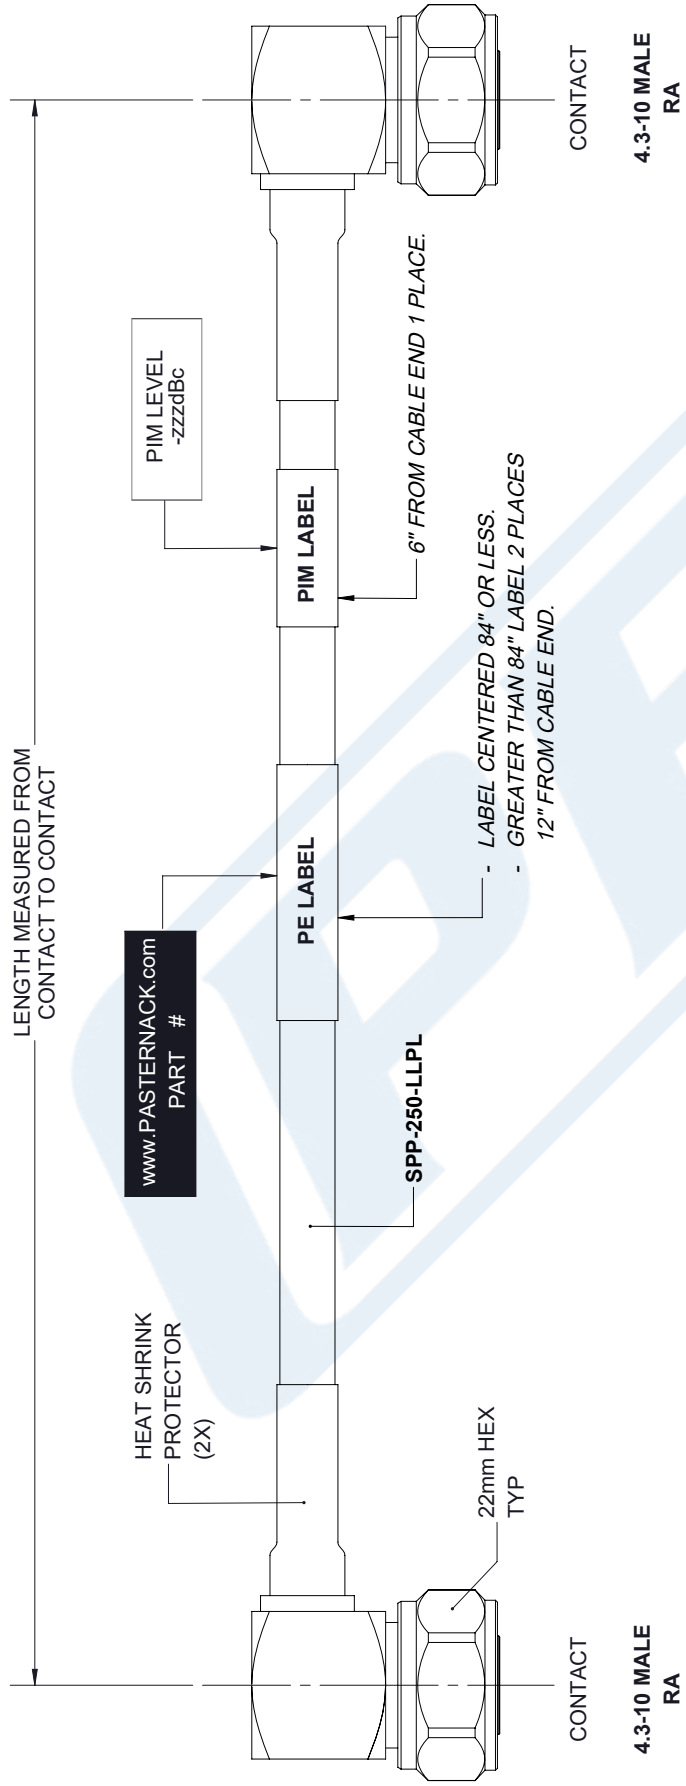 LENGTH MEASURED FROM
CONTACT TO CONTACT
HEAT SHRINK
PROTECTOR
(2X)
www.PASTERNACK.com
PART #
PIM LEVEL
-zzzdBc
PE LABEL
PIM LABEL
SPP-250-LLPL
6" FROM CABLE END 1 PLACE.
- LABEL CENTERED 84" OR LESS.
- GREATER THAN 84" LABEL 2 PLACES
12" FROM CABLE END.
22mm HEX
TYP
CONTACT
4.3-10 MALE
RA
CONTACT
4.3-10 MALE
RA